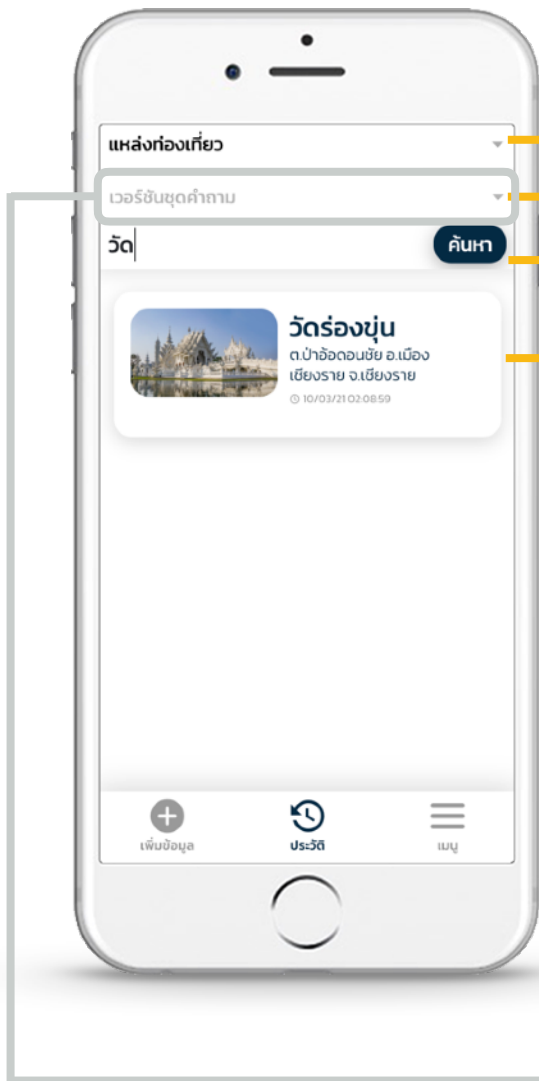 แหล่งท่องเที่ยว
เวอร์ชันชุดคำถาม
วัด
ค้นหา
วัดร่องขุ่น
ต.ป่าอ้อดอนชัย อ.เมือง
เชียงราย จ.เชียงราย
10/03/21 02:08:59
เพิ่มข้อมูล
ประวัติ
เมนู